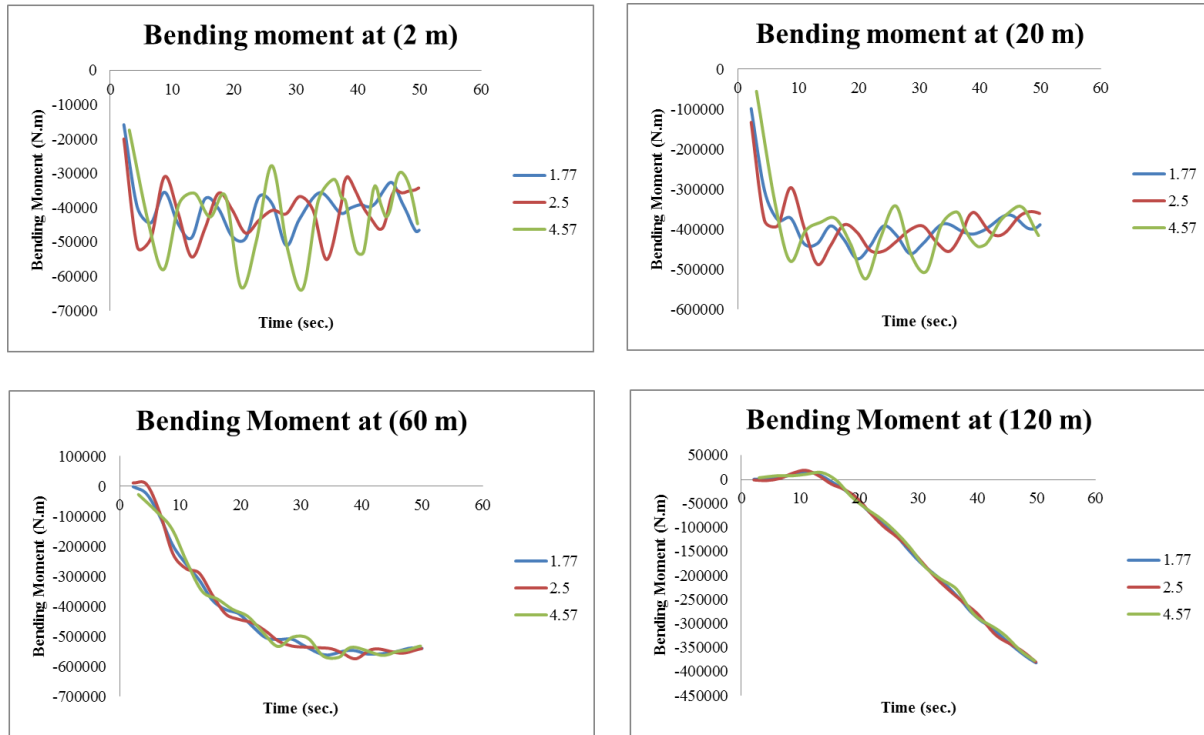 Bending moment at (2 m)
0
-10000
-20000
-30000
-40000
-50000
-60000
-70000
0 10 20 30 40 50 60
Bending Moment (N.m)
Time (sec.)
1.77
2.5
4.57
Bending moment at (20 m)
0
-100000
-200000
-300000
-400000
-500000
-600000
0 10 20 30 40 50 60
Bending Moment (N.m)
Time (sec.)
1.77
2.5
4.57
Bending Moment at (60 m)
100000
0
-100000
-200000
-300000
-400000
-500000
-600000
-700000
0 10 20 30 40 50 60
Bending Moment (N.m)
Time (sec.)
1.77
2.5
4.57
Bending Moment at (120 m)
50000
0
-50000
-100000
-150000
-200000
-250000
-300000
-350000
-400000
-450000
0 10 20 30 40 50 60
Bending Moment (N.m)
Time (sec.)
1.77
2.5
4.57